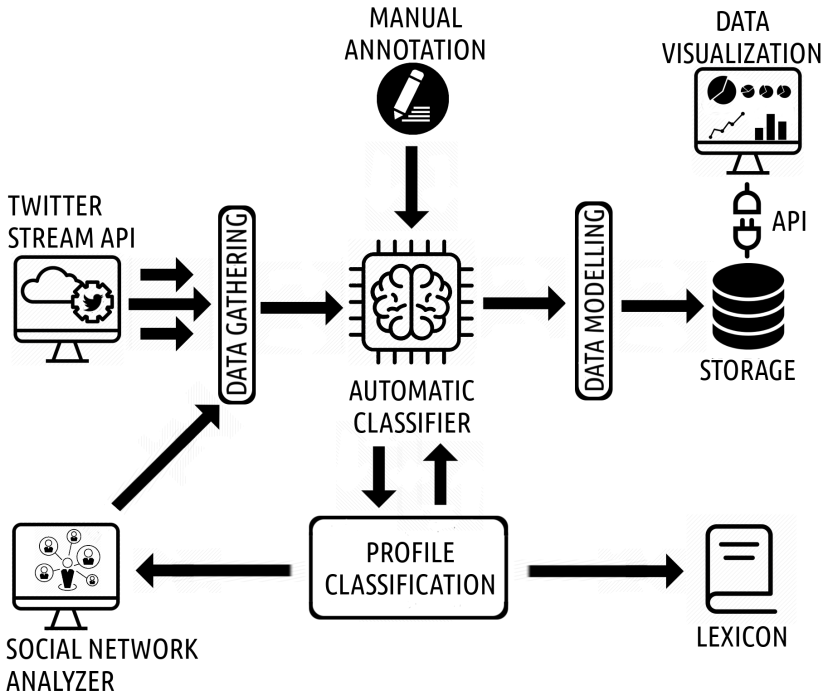 MANUAL
ANNOTATION
DATA
VISUALIZATION
TWITTER
STREAM API
DATA GATHERING
DATA MODELLING
API
STORAGE
AUTOMATIC
CLASSIFIER
PROFILE
CLASSIFICATION
SOCIAL NETWORK
ANALYZER
LEXICON